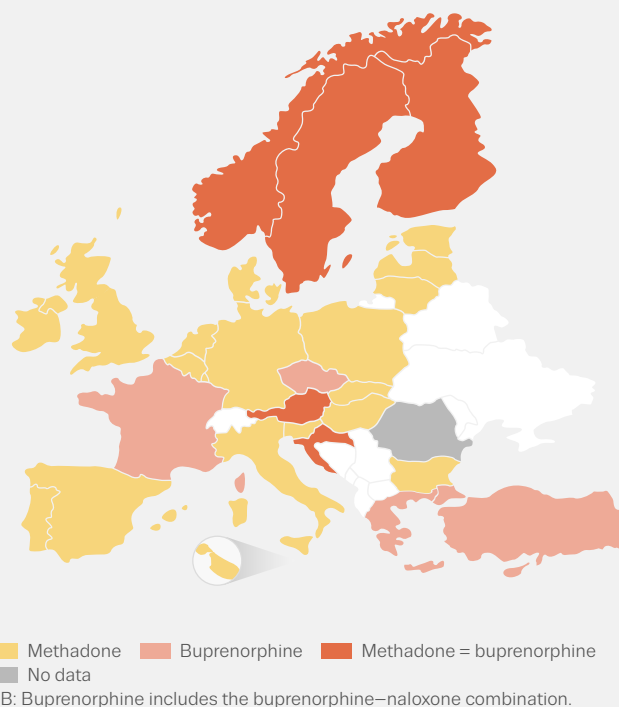 Methadone Buprenorphine Methadone = buprenorphine
No data
B: Buprenorphine includes the buprenorphine–naloxone combination.